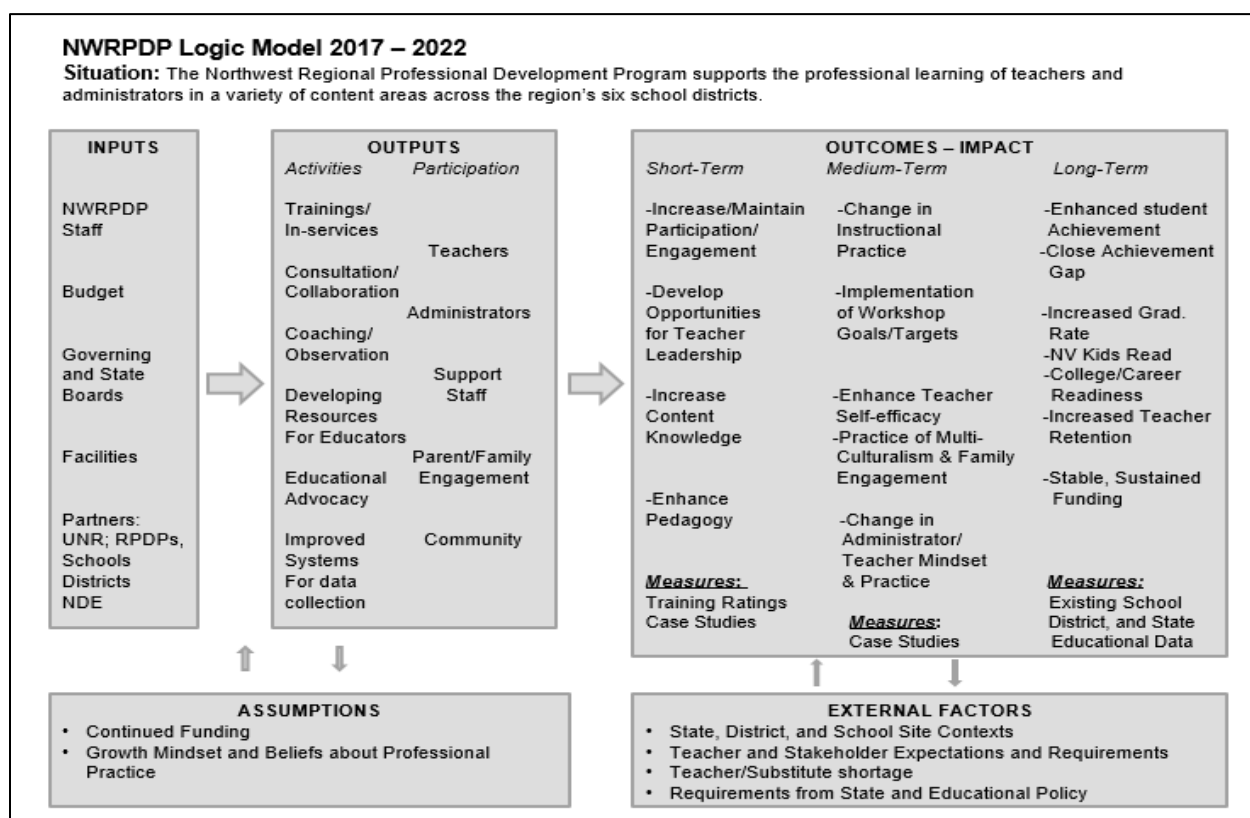 NWRPDP Logic Model 2017 – 2022
Situation: The Northwest Regional Professional Development Program supports the professional learning of teachers and
administrators in a variety of content areas across the region's six school districts.
INPUTS
NWRPDP
Staff
Budget
Governing
and State
Boards
Facilities
Partners:
UNR; RPDPs,
Schools
Districts
NDE
OUTPUTS
Activities
Trainings/
In-services
Consultation/
Collaboration
Coaching/
Observation
Developing
Resources
For Educators
Educational
Advocacy
Improved
Systems
For data
collection
Participation
Teachers
Administrators
Support
Staff
Parent/Family
Engagement
Community
OUTCOMES – IMPACT
Short-Term
-Increase/Maintain
Participation/
Engagement
-Develop
Opportunities
for Teacher
Leadership
-Increase
Content
Knowledge
-Enhance
Pedagogy
Measures:
Training Ratings
Case Studies
Medium-Term
-Change in
Instructional
Practice
-Implementation
of Workshop
Goals/Targets
-Enhance Teacher
Self-efficacy
-Practice of Multi-
Culturalism & Family
Engagement
-Change in
Administrator/
Teacher Mindset
& Practice
Measures:
Case Studies
Long-Term
-Enhanced student
Achievement
-Close Achievement
Gap
-Increased Grad.
Rate
-NV Kids Read
-College/Career
Readiness
-Increased Teacher
Retention
-Stable, Sustained
Funding
Measures:
Existing School
District, and State
Educational Data
ASSUMPTIONS
• Continued Funding
• Growth Mindset and Beliefs about Professional
Practice
EXTERNAL FACTORS
• State, District, and School Site Contexts
• Teacher and Stakeholder Expectations and Requirements
• Teacher/Substitute shortage
• Requirements from State and Educational Policy